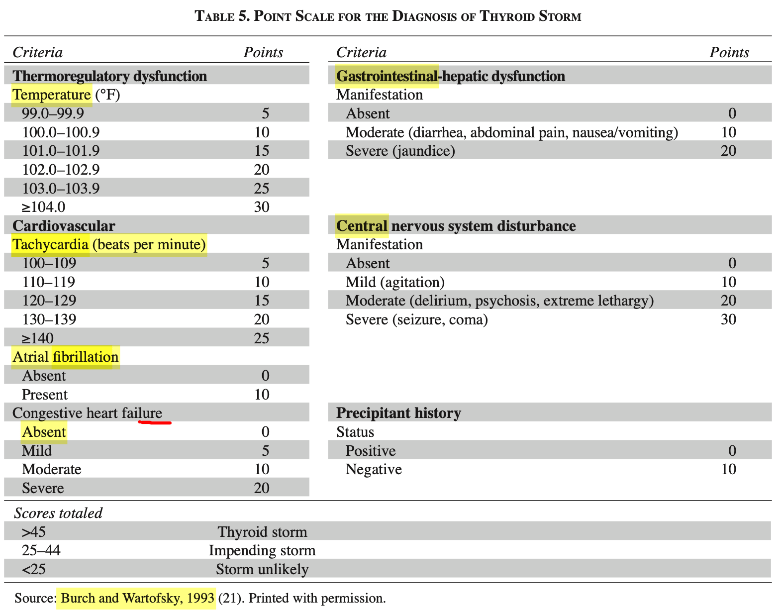 TABLE 5. POINT SCALE FOR THE DIAGNOSIS OF THYROID STORM
Criteria Points
Thermoregulatory dysfunction
Temperature (°F)
99.0–99.9 5
100.0–100.9 10
101.0–101.9 15
102.0–102.9 20
103.0–103.9 25
≥104.0 30
Cardiovascular
Tachycardia (beats per minute)
100–109 5
110–119 10
120–129 15
130–139 20
≥140 25
Atrial fibrillation
Absent 0
Present 10
Congestive heart failure
Absent 0
Mild 5
Moderate 10
Severe 20
Criteria Points
Gastrointestinal-hepatic dysfunction
Manifestation
Absent 0
Moderate (diarrhea, abdominal pain, nausea/vomiting) 10
Severe (jaundice) 20
Central nervous system disturbance
Manifestation
Absent 0
Mild (agitation) 10
Moderate (delirium, psychosis, extreme lethargy) 20
Severe (seizure, coma) 30
Precipitant history
Status
Positive 0
Negative 10
Scores totaled
>45 Thyroid storm
25–44 Impending storm
<25 Storm unlikely
Source: Burch and Wartofsky, 1993 (21). Printed with permission.